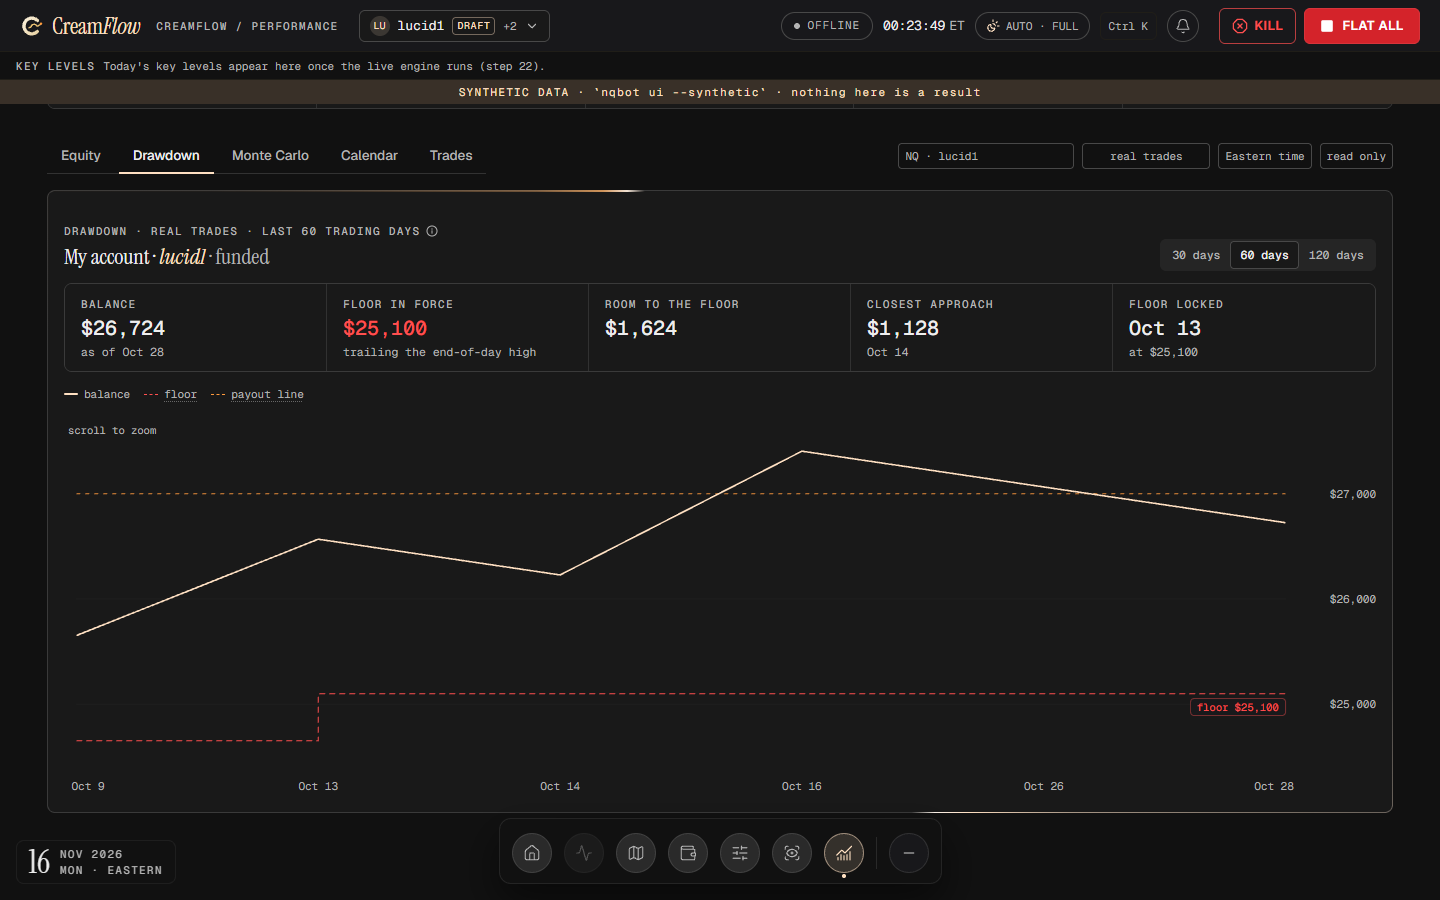 CreamFlow CREAMFLOW / PERFORMANCE LU lucid1 DRAFT +2 OFFLINE 00:23:49 ET AUTO · FULL Ctrl K KILL FLAT ALL
KEY LEVELS Today's key levels appear here once the live engine runs (step 22).
SYNTHETIC DATA · `nqbot ui --synthetic` · nothing here is a result
Equity Drawdown Monte Carlo Calendar Trades NQ · lucid1 real trades Eastern time read only
DRAWDOWN · REAL TRADES · LAST 60 TRADING DAYS
My account · lucid1 · funded 30 days 60 days 120 days
BALANCE FLOOR IN FORCE ROOM TO THE FLOOR CLOSEST APPROACH FLOOR LOCKED
$26,724 $25,100 $1,624 $1,128 Oct 13
as of Oct 28 trailing the end-of-day high Oct 14 at $25,100
balance floor payout line
scroll to zoom
$27,000
$26,000
$25,000
floor $25,100
Oct 9 Oct 13 Oct 14 Oct 16 Oct 26 Oct 28
16 NOV 2026
MON · EASTERN